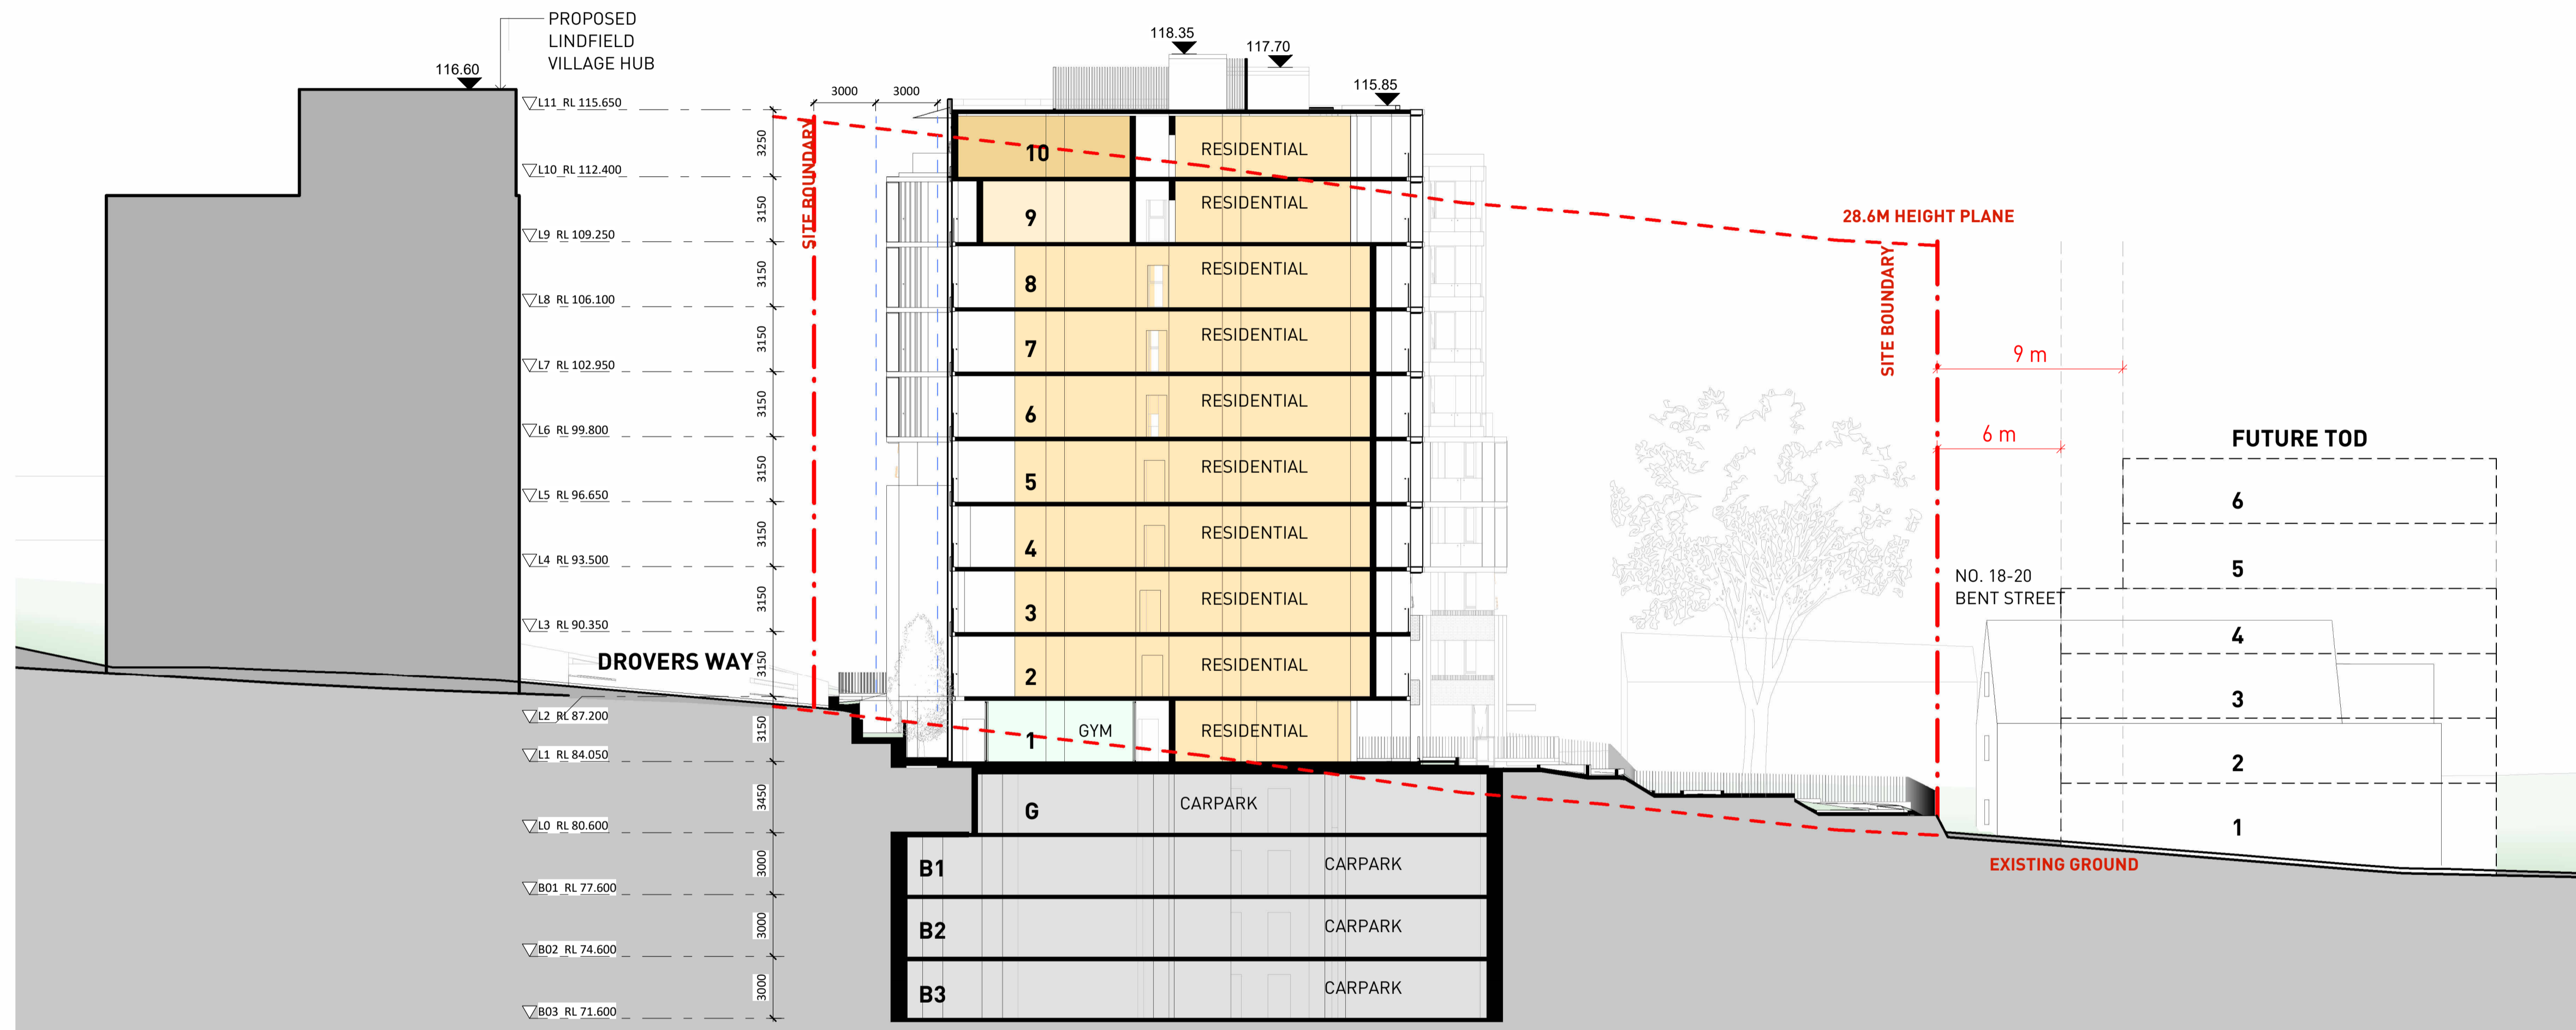 PROPOSED
LINDFIELD
VILLAGE HUB
116.60
118.35
117.70
115.85
3000
3000
L11 RL 115.650
3250
L10 RL 112.400
3150
L9 RL 109.250
3150
L8 RL 106.100
3150
L7 RL 102.950
3150
L6 RL 99.800
3150
L5 RL 96.650
3150
L4 RL 93.500
3150
L3 RL 90.350
3150
L2 RL 87.200
3150
L1 RL 84.050
3450
L0 RL 80.600
3000
B01 RL 77.600
3000
B02 RL 74.600
3000
B03 RL 71.600
DROVERS WAY
SITE BOUNDARY
10 RESIDENTIAL
9 RESIDENTIAL
8 RESIDENTIAL
7 RESIDENTIAL
6 RESIDENTIAL
5 RESIDENTIAL
4 RESIDENTIAL
3 RESIDENTIAL
2 RESIDENTIAL
1 GYM RESIDENTIAL
G CARPARK
B1 CARPARK
B2 CARPARK
B3 CARPARK
28.6M HEIGHT PLANE
SITE BOUNDARY
9 m
6 m
FUTURE TOD
6
5
4
3
2
1
NO. 18-20
BENT STREET
EXISTING GROUND